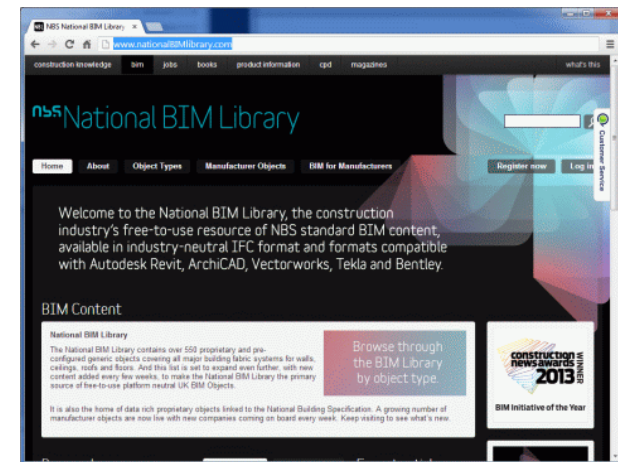 NBS National BIM Library
www.nationalBIMlibrary.com
construction knowledge bim jobs books product information cpd magazines what's this
nbs National BIM Library
Customer Service
Home About Object Types Manufacturer Objects BIM for Manufacturers Register now Log in
Welcome to the National BIM Library, the construction
industry's free-to-use resource of NBS standard BIM content,
available in industry-neutral IFC format and formats compatible
with Autodesk Revit, ArchiCAD, Vectorworks, Tekla and Bentley.
BIM Content
National BIM Library
The National BIM Library contains over 550 proprietary and pre-
configured generic objects covering all major building fabric systems for walls,
ceilings, roofs and floors. And this list is set to expand even further, with new
content added every few weeks, to make the National BIM Library the primary
source of free-to-use platform neutral UK BIM Objects.
It is also the home of data rich proprietary objects linked to the National Building Specification. A growing number of
manufacturer objects are now live with new companies coming on board every week. Keep visiting to see what's new.
Browse through
the BIM Library
by object type.
construction
newsawards
2013
WINNER
BIM Initiative of the Year